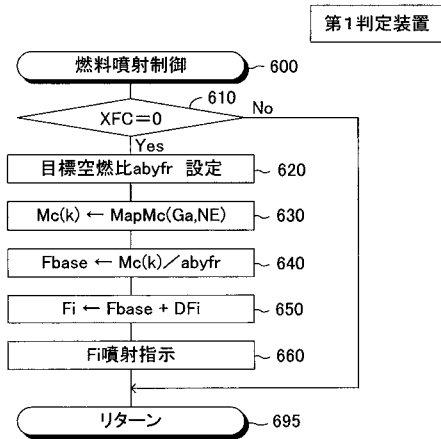 第1判定装置
燃料噴射制御
600
610
XFC=0
No
Yes
目標空燃比abyfr 設定
620
Mc(k) ← MapMc(Ga,NE)
630
Fbase ← Mc(k)/abyfr
640
Fi ← Fbase + DFi
650
Fi噴射指示
660
リターン
695